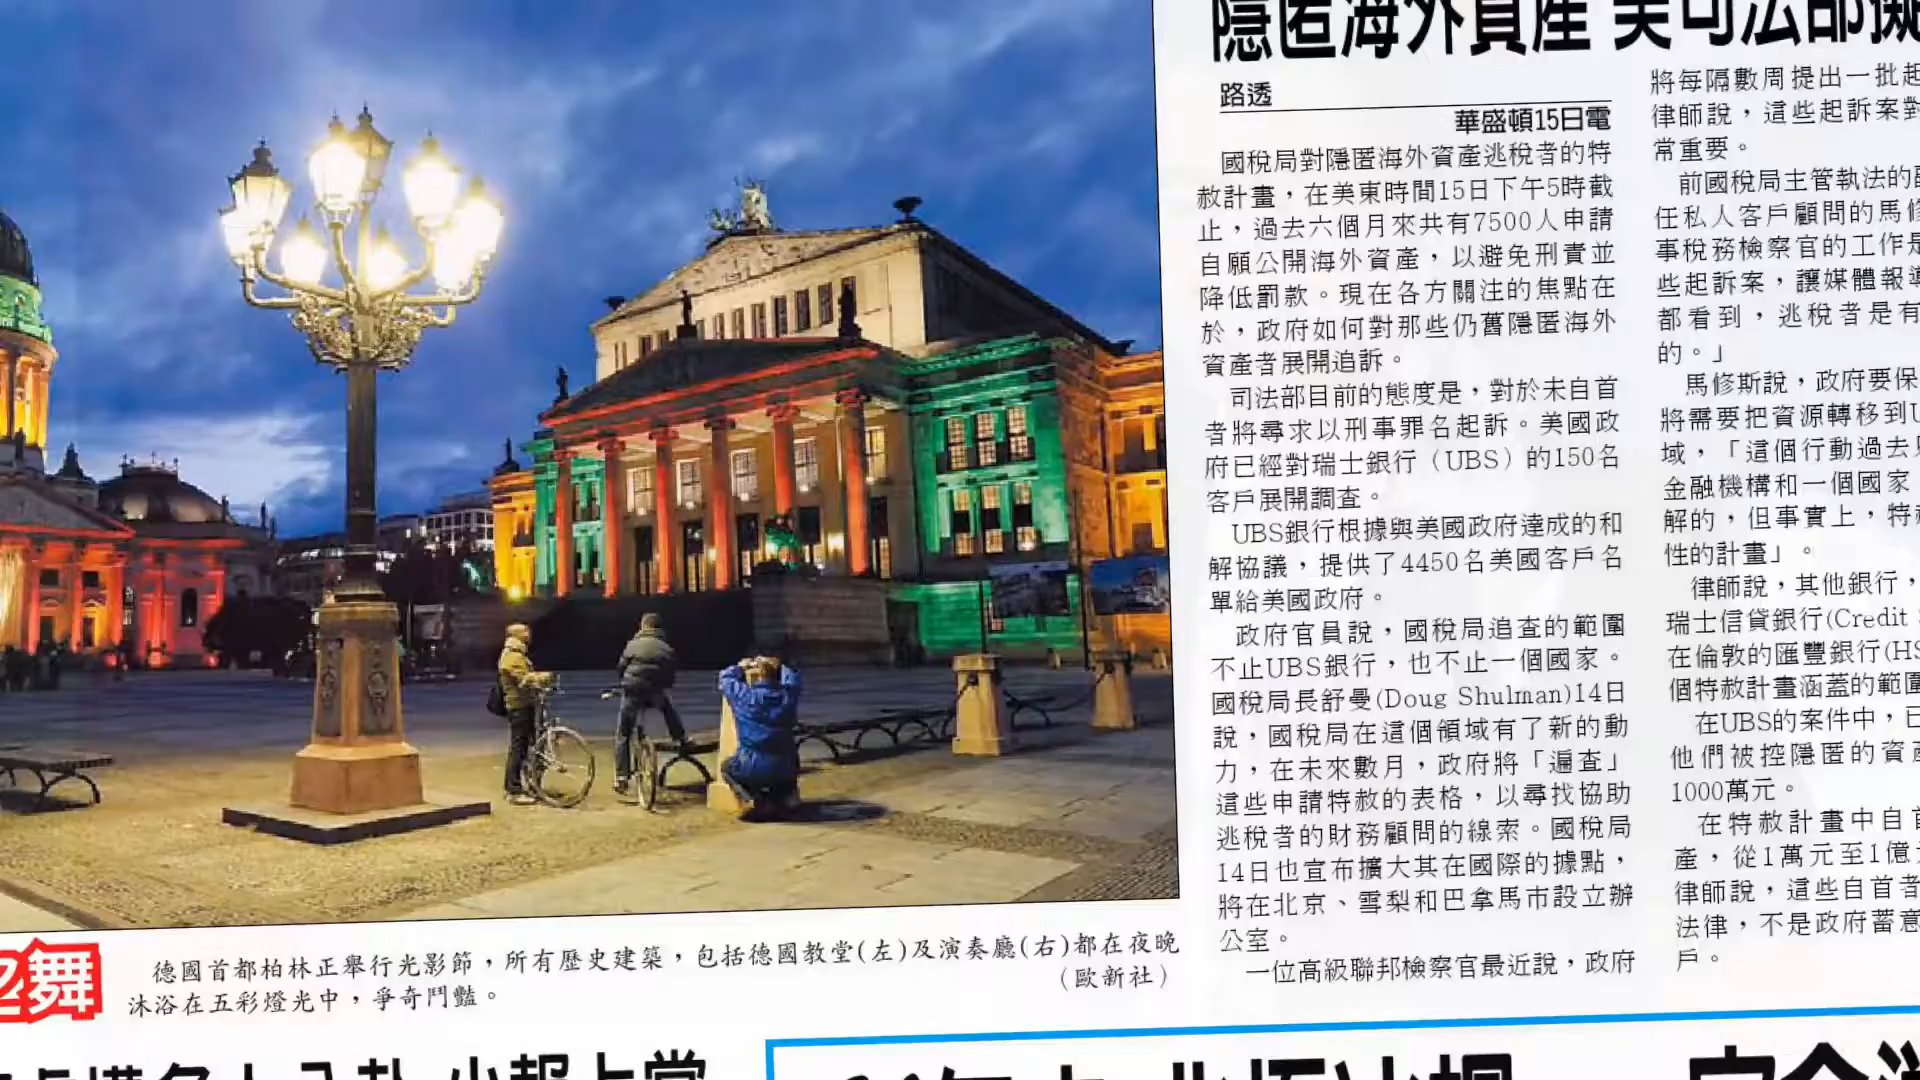 隱匿海外資產 美司法部擬
路透
華盛頓15日電
國稅局對隱匿海外資產逃稅者的特
赦計畫，在美東時間15日下午5時截
止，過去六個月來共有7500人申請
自願公開海外資產，以避免刑責並
降低罰款。現在各方關注的焦點在
於，政府如何對那些仍舊隱匿海外
資產者展開追訴。
司法部目前的態度是，對於未自首
者將尋求以刑事罪名起訴。美國政
府已經對瑞士銀行（UBS）的150名
客戶展開調查。
UBS銀行根據與美國政府達成的和
解協議，提供了4450名美國客戶名
單給美國政府。
政府官員說，國稅局追查的範圍
不止UBS銀行，也不止一個國家。
國稅局長舒曼(Doug Shulman)14日
說，國稅局在這個領域有了新的動
力，在未來數月，政府將「遍查」
這些申請特赦的表格，以尋找協助
逃稅者的財務顧問的線索。國稅局
14日也宣布擴大其在國際的據點，
將在北京、雪梨和巴拿馬市設立辦
公室。
一位高級聯邦檢察官最近說，政府
將每隔數周提出一批起
律師說，這些起訴案對
常重要。
前國稅局主管執法的副
任私人客戶顧問的馬修
事稅務檢察官的工作是
些起訴案，讓媒體報導
都看到，逃稅者是有
的。」
馬修斯說，政府要保
將需要把資源轉移到U
域，「這個行動過去只
金融機構和一個國家
解的，但事實上，特赦
性的計畫」。
律師說，其他銀行，
瑞士信貸銀行(Credit
在倫敦的匯豐銀行(HS
個特赦計畫涵蓋的範圍
在UBS的案件中，已
他們被控隱匿的資產
1000萬元。
在特赦計畫中自首
產，從1萬元至1億
律師說，這些自首者
法律，不是政府蓄意
戶。
之舞
德國首都柏林正舉行光影節，所有歷史建築，包括德國教堂(左)及演奏廳(右)都在夜晚
沐浴在五彩燈光中，爭奇鬥豔。
（歐新社）